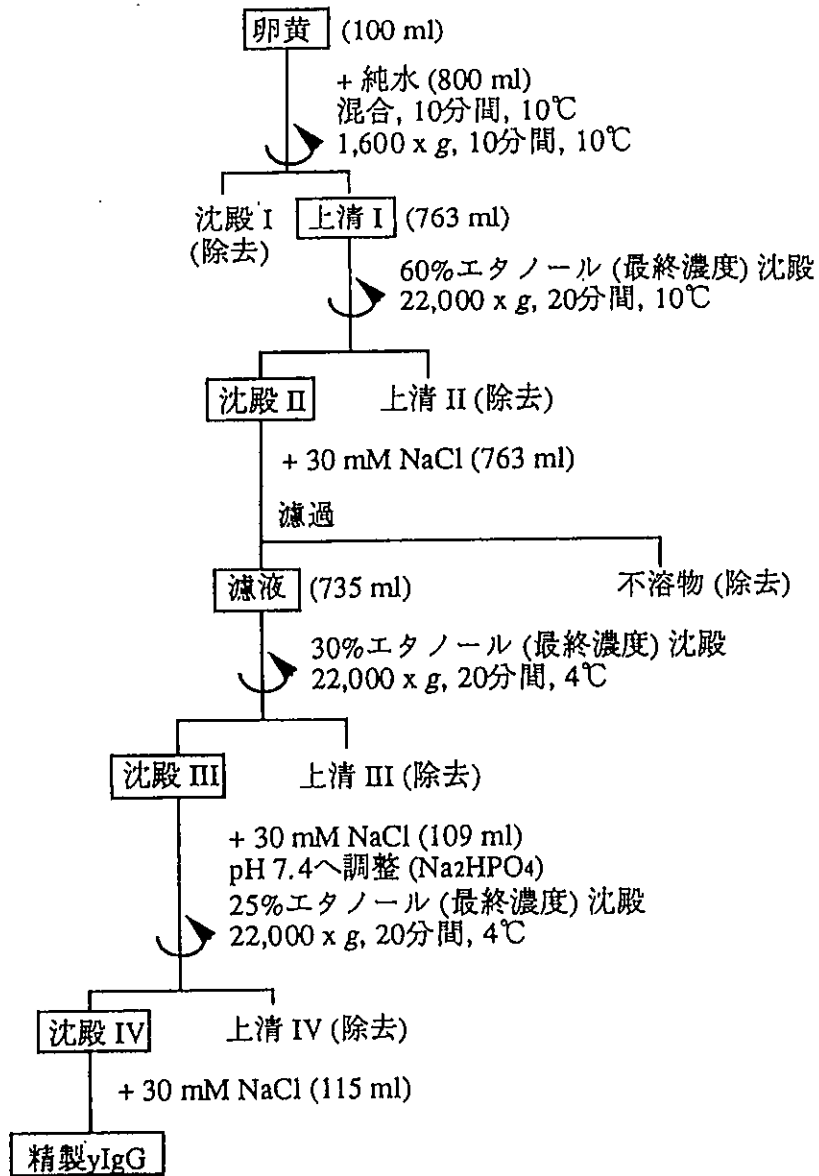 卵黄 (100 ml)
+ 純水 (800 ml)
混合, 10分間, 10℃
1,600 x g, 10分間, 10℃
沈殿 I
(除去)
上清 I (763 ml)
60%エタノール (最終濃度) 沈殿
22,000 x g, 20分間, 10℃
沈殿 II
上清 II (除去)
+ 30 mM NaCl (763 ml)
濾過
濾液 (735 ml)
不溶物 (除去)
30%エタノール (最終濃度) 沈殿
22,000 x g, 20分間, 4℃
沈殿 III
上清 III (除去)
+ 30 mM NaCl (109 ml)
pH 7.4へ調整 (Na2HPO4)
25%エタノール (最終濃度) 沈殿
22,000 x g, 20分間, 4℃
沈殿 IV
上清 IV (除去)
+ 30 mM NaCl (115 ml)
精製yIgG